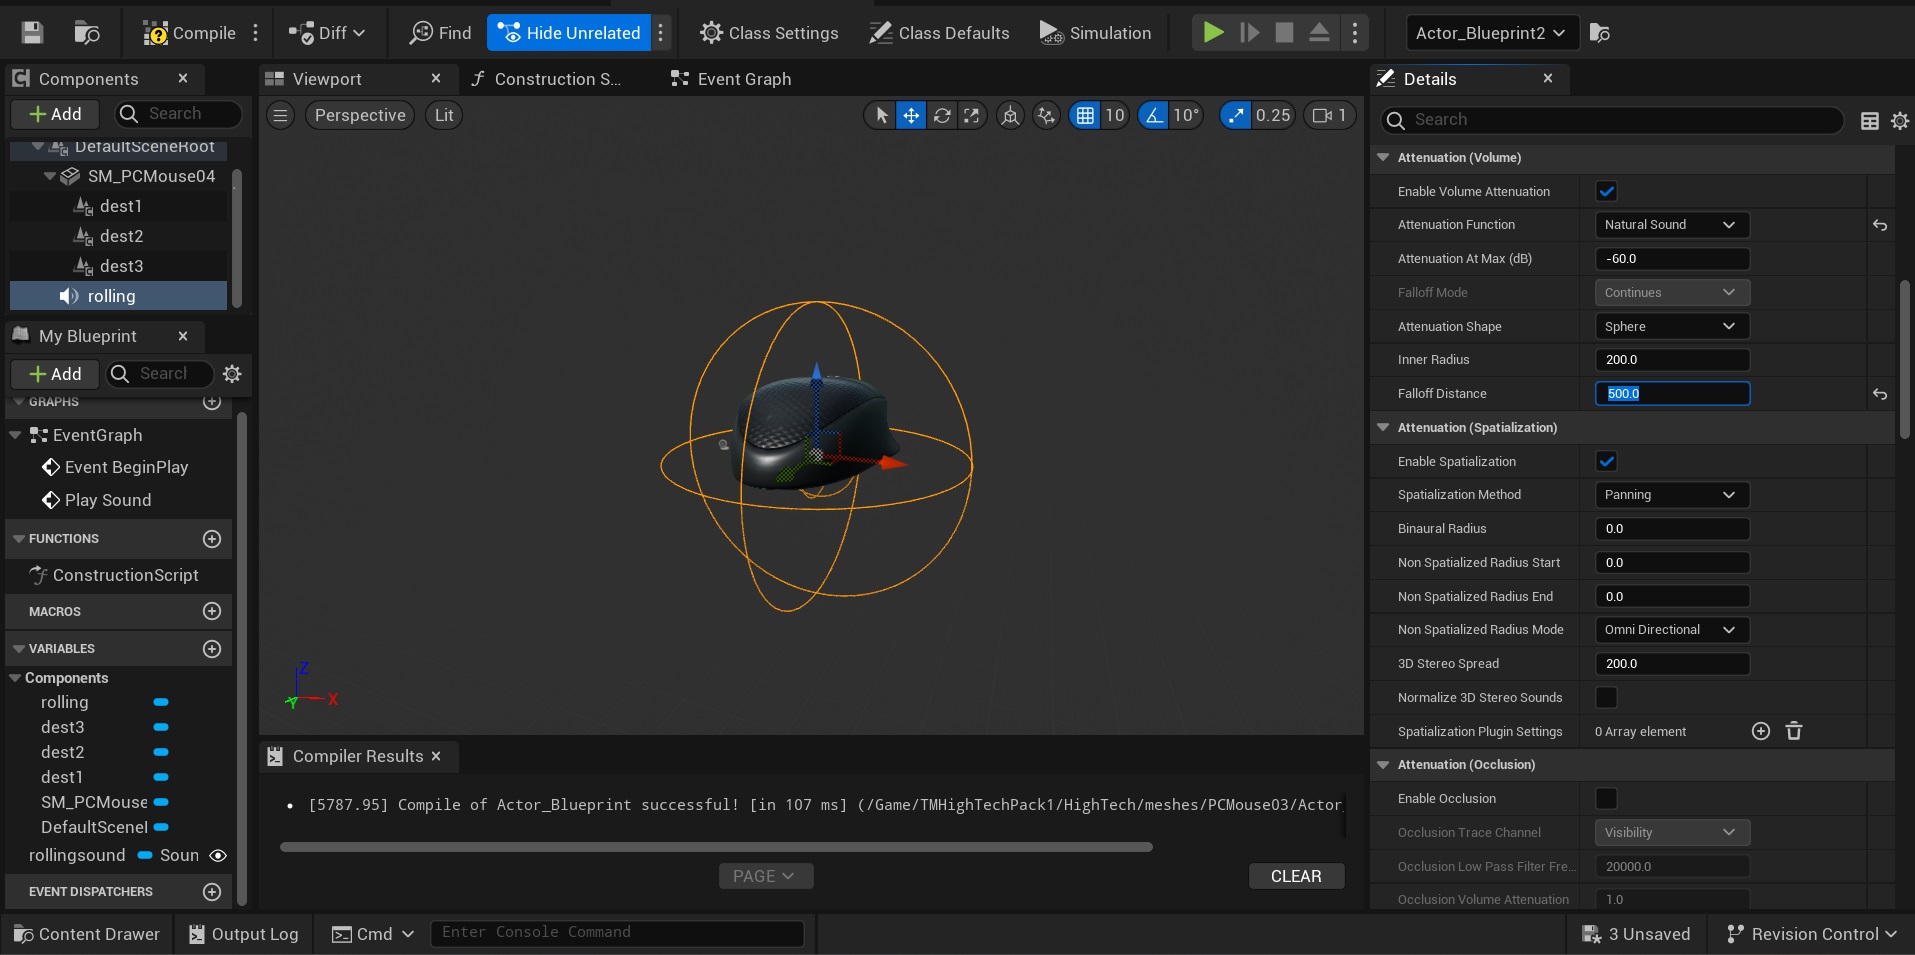 Compile
Diff
Find
Hide Unrelated
Class Settings
Class Defaults
Simulation
Actor_Blueprint2
Components
Viewport
Construction S...
Event Graph
Details
Add
Search
Perspective
Lit
10
10°
0.25
1
Search
DefaultSceneRoot
SM_PCMouse04
dest1
dest2
dest3
rolling
My Blueprint
Add
Search
GRAPHS
EventGraph
Event BeginPlay
Play Sound
FUNCTIONS
ConstructionScript
MACROS
VARIABLES
Components
rolling
dest3
dest2
dest1
SM_PCMouse
DefaultSceneI
rollingsound
Soun
EVENT DISPATCHERS
Z
Y
X
Compiler Results
[5787.95] Compile of Actor_Blueprint successful! [in 107 ms] (/Game/TMHighTechPack1/HighTech/meshes/PCMouse03/Actor_
PAGE
CLEAR
Attenuation (Volume)
Enable Volume Attenuation
Attenuation Function
Natural Sound
Attenuation At Max (dB)
-60.0
Falloff Mode
Continues
Attenuation Shape
Sphere
Inner Radius
200.0
Falloff Distance
500.0
Attenuation (Spatialization)
Enable Spatialization
Spatialization Method
Panning
Binaural Radius
0.0
Non Spatialized Radius Start
0.0
Non Spatialized Radius End
0.0
Non Spatialized Radius Mode
Omni Directional
3D Stereo Spread
200.0
Normalize 3D Stereo Sounds
Spatialization Plugin Settings
0 Array element
Attenuation (Occlusion)
Enable Occlusion
Occlusion Trace Channel
Visibility
Occlusion Low Pass Filter Fre...
20000.0
Occlusion Volume Attenuation
1.0
Content Drawer
Output Log
Cmd
Enter Console Command
3 Unsaved
Revision Control